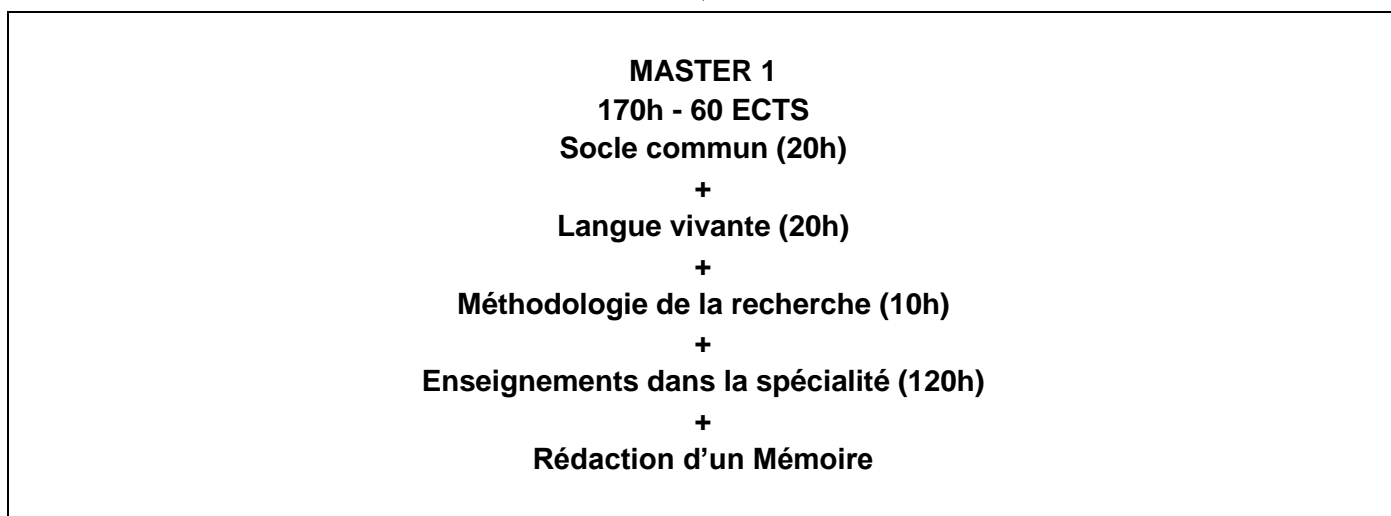 MASTER 1
170h - 60 ECTS
Socle commun (20h)
+
Langue vivante (20h)
+
Méthodologie de la recherche (10h)
+
Enseignements dans la spécialité (120h)
+
Rédaction d’un Mémoire